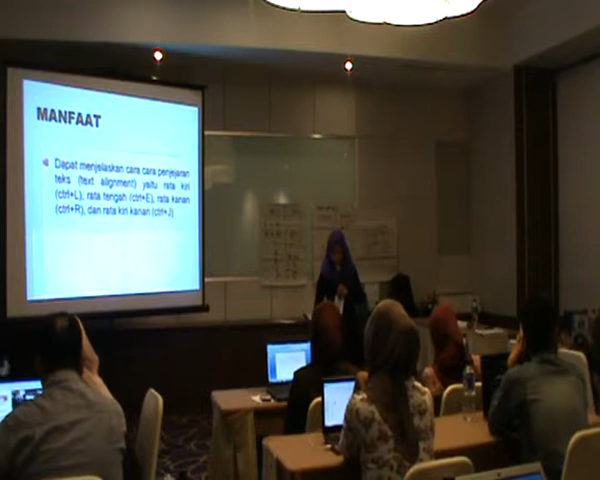 MANFAAT
Dapat menjelaskan cara cara penjejaran
teks (text alignment) yaitu rata kiri
(ctrl+L), rata tengah (ctrl+E), rata kanan
(ctrl+R), dan rata kiri kanan (ctrl+J)